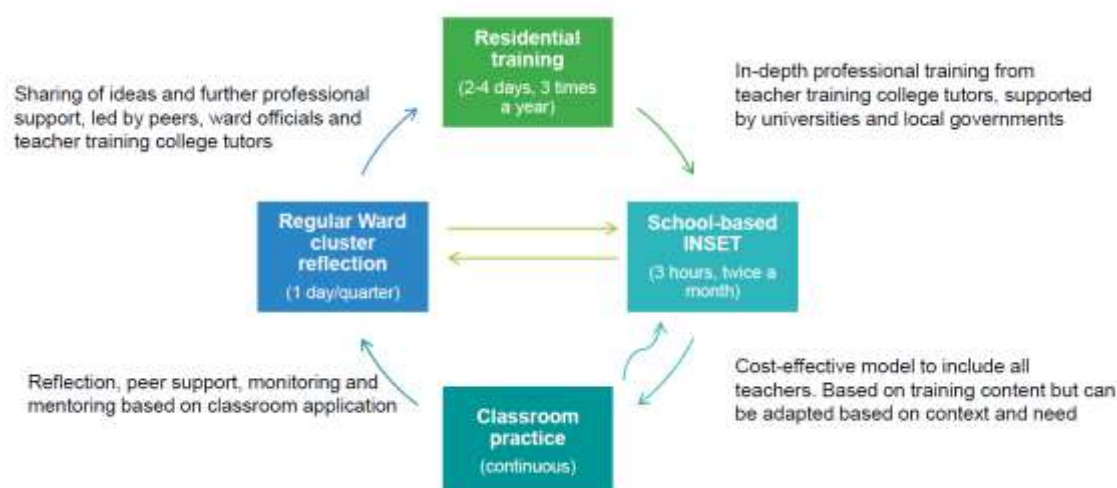 Residential
training
(2-4 days, 3 times
a year)
Sharing of ideas and further professional
support, led by peers, ward officials and
teacher training college tutors
In-depth professional training from
teacher training college tutors, supported
by universities and local governments
Regular Ward
cluster
reflection
(1 day/quarter)
School-based
INSET
(3 hours, twice a
month)
Reflection, peer support, monitoring and
mentoring based on classroom application
Classroom
practice
(continuous)
Cost-effective model to include all
teachers. Based on training content but can
be adapted based on context and need